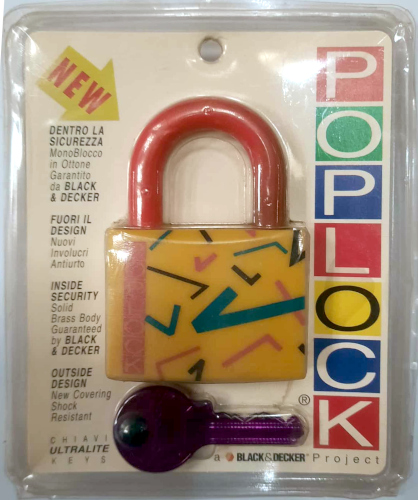 NEW
DENTRO LA
SICUREZZA
MonoBlocco
in Ottone
Garantito
da BLACK
& DECKER
FUORI IL
DESIGN
Nuovi
Involucri
Antiurto
INSIDE
SECURITY
Solid
Brass Body
Guaranteed
by BLACK
& DECKER
OUTSIDE
DESIGN
New Covering
Shock
Resistant
CHIAVI
ULTRALITE
KEYS
POPLOCK
®
a BLACK&DECKER® Project